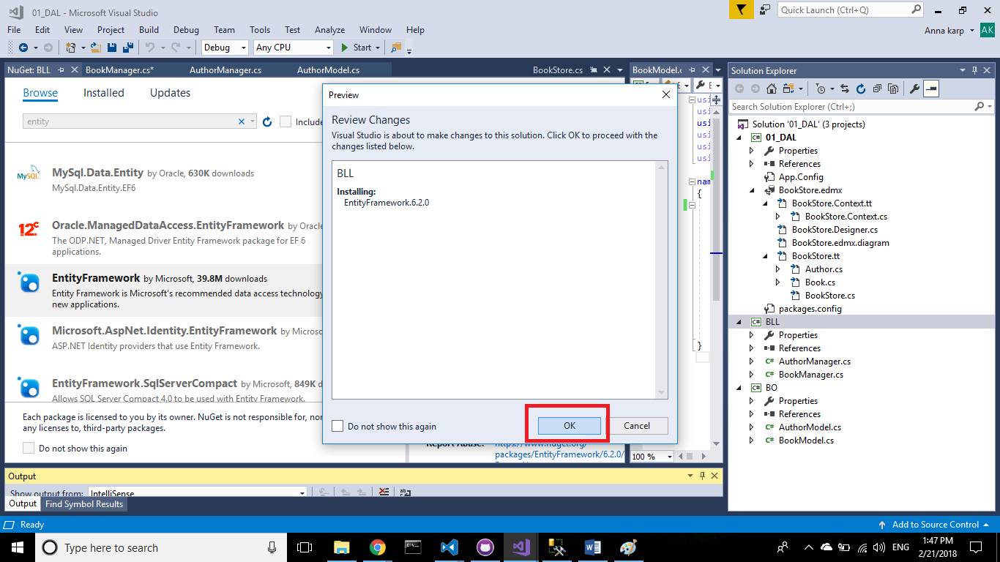 01_DAL - Microsoft Visual Studio
Quick Launch (Ctrl+Q)
File Edit View Project Build Debug Team Tools Test Analyze Window Help
Anna karp AK
Debug Any CPU Start
NuGet: BLL BookManager.cs* AuthorManager.cs AuthorModel.cs BookStore.cs BookModel.c
Browse Installed Updates
entity
Include
MySQL
MySql.Data.Entity by Oracle, 630K downloads
MySql.Data.Entity.EF6
12c
Oracle.ManagedDataAccess.EntityFramework by Oracle
The ODP.NET, Managed Driver Entity Framework package for EF 6
applications.
EntityFramework by Microsoft, 39.8M downloads
Entity Framework is Microsoft's recommended data access technology
new applications.
Microsoft.AspNet.Identity.EntityFramework by Microso
ASP.NET Identity providers that use Entity Framework.
EntityFramework.SqlServerCompact by Microsoft, 849K d
Allows SQL Server Compact 4.0 to be used with Entity Framework.
Each package is licensed to you by its owner. NuGet is not responsible for, nor
any licenses to, third-party packages.
Do not show this again
Preview
Review Changes
Visual Studio is about to make changes to this solution. Click OK to proceed with the
changes listed below.
BLL
Installing:
EntityFramework.6.2.0
Do not show this again
OK Cancel
Report Abuse: https://www.nuget.org/
packages/EntityFramework/6.2.0/
usi
usi
usi
usi
usi
usi
nam
{
}
100 %
Solution Explorer
Search Solution Explorer (Ctrl+;)
Solution '01_DAL' (3 projects)
C# 01_DAL
Properties
References
App.Config
BookStore.edmx
BookStore.Context.tt
BookStore.Context.cs
BookStore.Designer.cs
BookStore.edmx.diagram
BookStore.tt
Author.cs
Book.cs
BookStore.cs
packages.config
C# BLL
Properties
References
C# AuthorManager.cs
C# BookManager.cs
C# BO
Properties
References
C# AuthorModel.cs
C# BookModel.cs
Output
Show output from: IntelliSense
Output Find Symbol Results
Ready
Add to Source Control
Type here to search
ENG
1:47 PM
2/21/2018